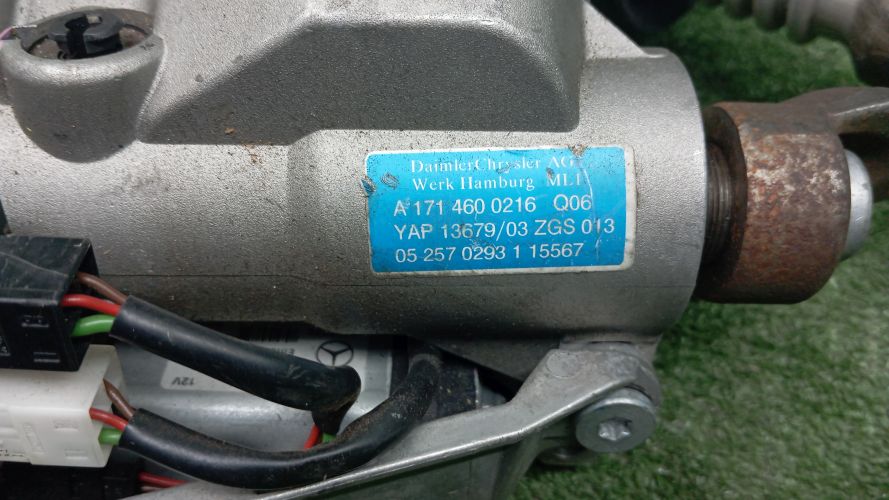 DaimlerChrysler AG
Werk Hamburg MLT
A 171 460 0216 Q06
YAP 13679/03 ZGS 013
05 257 0293 1 15567
12V